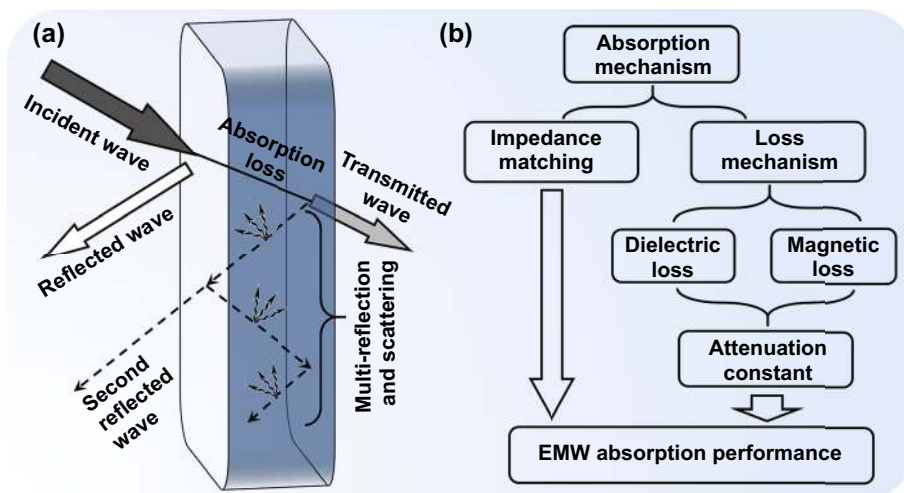 (a)
Incident wave
Absorption
loss
Transmitted
wave
Reflected wave
Second
reflected
wave
Multi-reflection
and scattering
(b)
Absorption
mechanism
Impedance
matching
Loss
mechanism
Dielectric
loss
Magnetic
loss
Attenuation
constant
EMW absorption performance